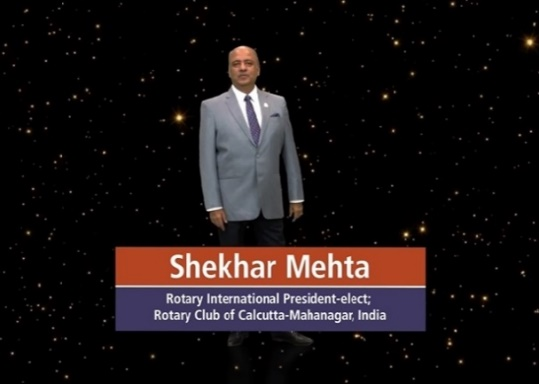 Shekhar Mehta
Rotary International President-elect;
Rotary Club of Calcutta-Mahanagar, India